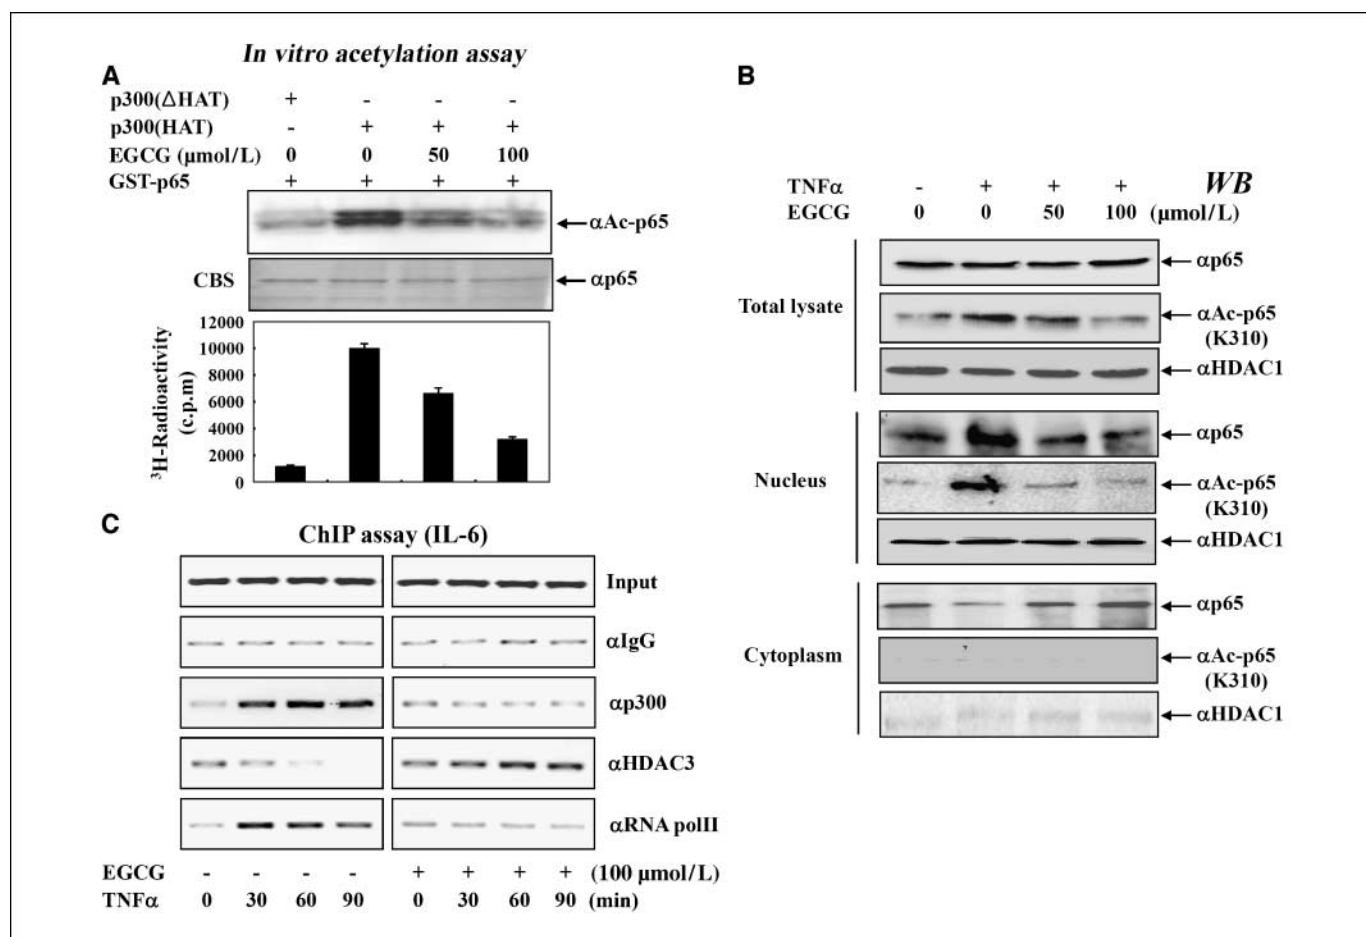 In vitro acetylation assay
A
p300(△HAT) + - - -
p300(HAT) - + + +
EGCG (μmol/L) 0 0 50 100
GST-p65 + + + +
αAc-p65
CBS
αp65
³H-Radioactivity
(c.p.m)
12000
10000
8000
6000
4000
2000
0
B
TNFα - + + + WB
EGCG 0 0 50 100 (μmol/L)
Total lysate
αp65
αAc-p65
(K310)
αHDAC1
Nucleus
αp65
αAc-p65
(K310)
αHDAC1
Cytoplasm
αp65
αAc-p65
(K310)
αHDAC1
C
ChIP assay (IL-6)
Input
αIgG
αp300
αHDAC3
αRNA polII
EGCG - - - - + + + + (100 μmol/L)
TNFα 0 30 60 90 0 30 60 90 (min)